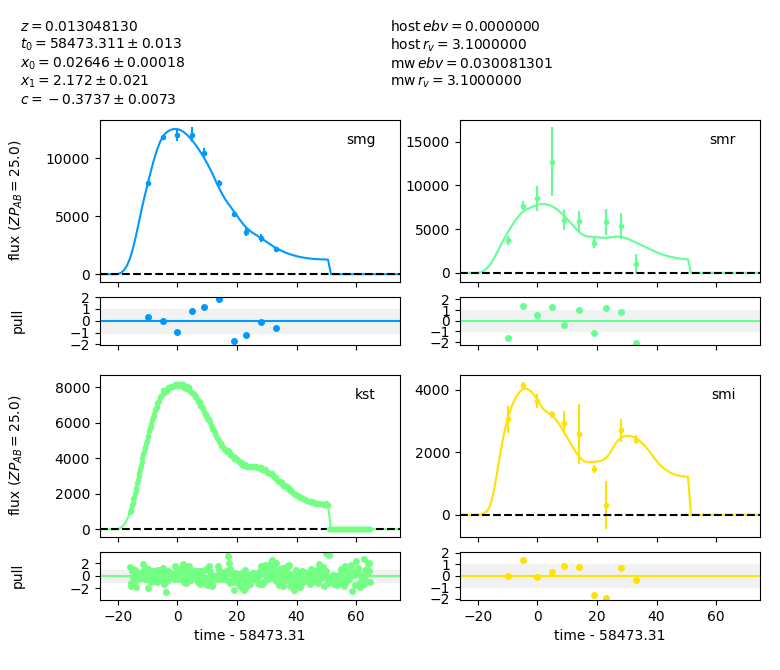 z = 0.013048130
t₀ = 58473.311 ± 0.013
x₀ = 0.02646 ± 0.00018
x₁ = 2.172 ± 0.021
c = −0.3737 ± 0.0073
host ebv = 0.0000000
host r_v = 3.1000000
mw ebv = 0.030081301
mw r_v = 3.1000000
flux (ZP_AB = 25.0)
10000
5000
0
smg
15000
10000
5000
0
smr
pull
2
1
0
−1
−2
2
1
0
−1
−2
flux (ZP_AB = 25.0)
8000
6000
4000
2000
0
kst
4000
2000
0
smi
pull
2
0
−2
2
1
0
−1
−2
−20 0 20 40 60
time - 58473.31
−20 0 20 40 60
time - 58473.31